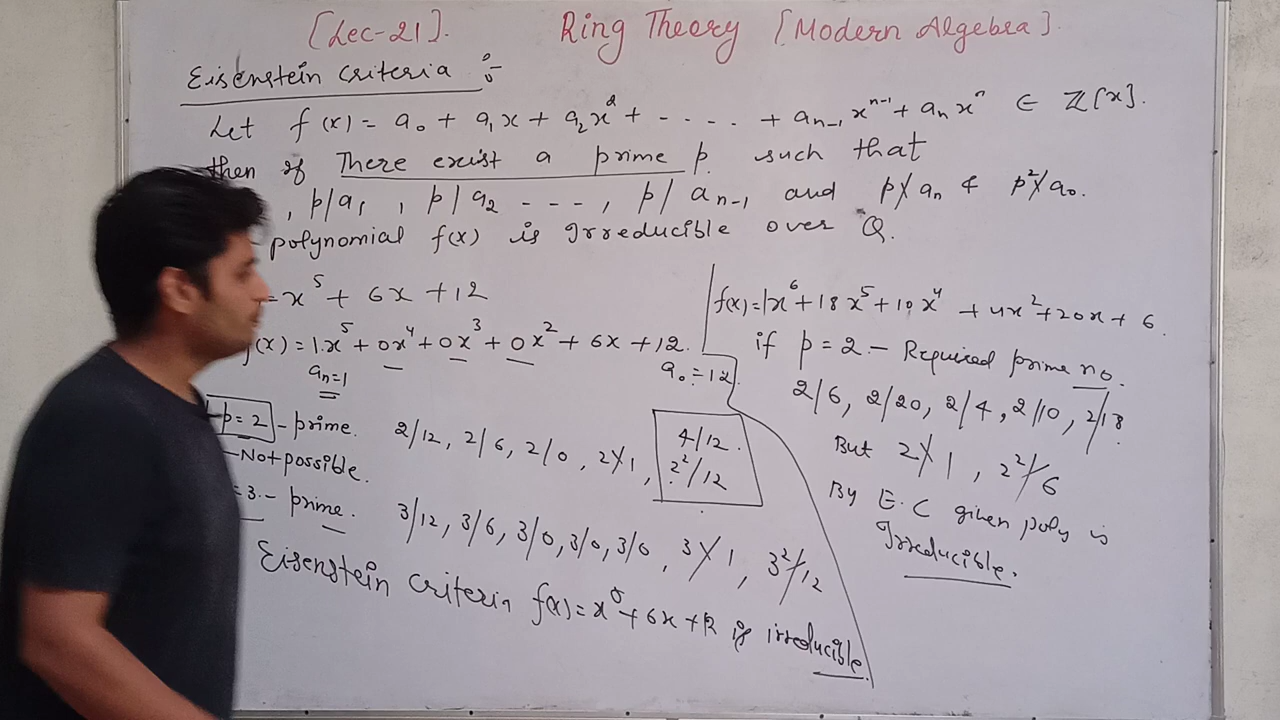 [Lec-21]. Ring Theory [Modern Algebra].
Eisenstein Criteria :-
Let f(x) = a₀ + a₁x + a₂x² + - - - - + aₙ₋₁xⁿ⁻¹ + aₙxⁿ ∈ Z[x].
then if There exist a prime p. such that
, p/a₁ , p/a₂ - - - - , p/aₙ₋₁ and p∤aₙ & p²∤a₀.
polynomial f(x) is Irreducible over Q.
= x⁵ + 6x + 12
(x) = 1.x⁵ + 0x⁴ + 0x³ + 0x² + 6x + 12.
aₙ=1
a₀=12
p=2 - prime. 2/12, 2/6, 2/0, 2∤1,
4/12.
2²/12
- Not possible.
=3.- prime. 3/12, 3/6, 3/0, 3/0, 3/0, 3∤1, 3²∤12
Eisenstein Criteria f(x)=x⁵+6x+12 is irreducible.
f(x)=1x⁶+18x⁵+10x⁴+4x²+20x+6.
if p=2 - Required prime no.
2/6, 2/20, 2/4, 2/10, 2/18
But 2∤1, 2²∤6
By E.C given poly is
Irreducible.